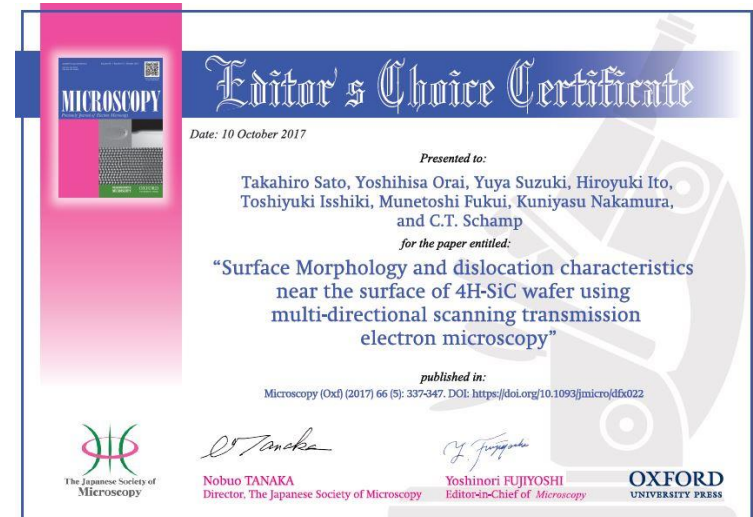 Editor's Choice Certificate
MICROSCOPY
Date: 10 October 2017
Presented to:
Takahiro Sato, Yoshihisa Orai, Yuya Suzuki, Hiroyuki Ito,
Toshiyuki Isshiki, Munetoshi Fukui, Kuniyasu Nakamura,
and C.T. Schamp
for the paper entitled:
“Surface Morphology and dislocation characteristics
near the surface of 4H-SiC wafer using
multi-directional scanning transmission
electron microscopy”
published in:
Microscopy (Oxf) (2017) 66 (5): 337-347. DOI: https://doi.org/10.1093/jmicro/dfx022
The Japanese Society of
Microscopy
Nobuo TANAKA
Director, The Japanese Society of Microscopy
Yoshinori FUJIYOSHI
Editor-in-Chief of Microscopy
OXFORD
UNIVERSITY PRESS